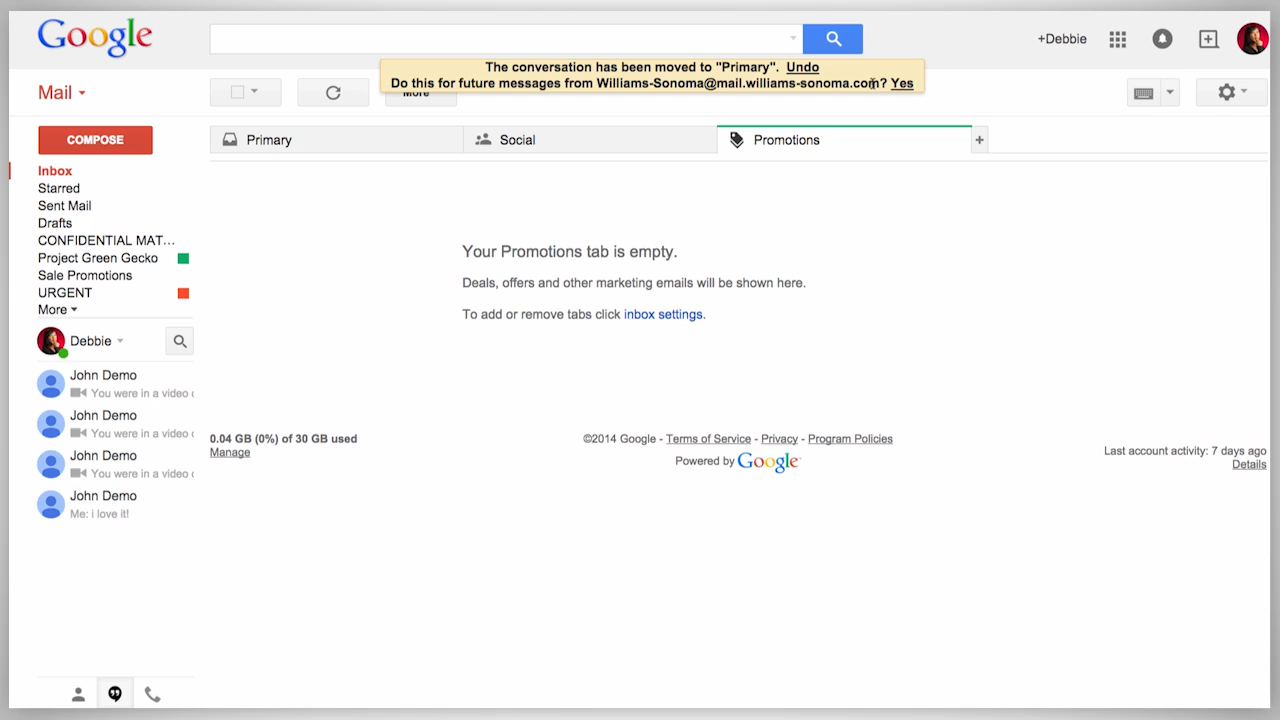 Google
+Debbie
The conversation has been moved to "Primary". Undo
Do this for future messages from Williams-Sonoma@mail.williams-sonoma.com? Yes
Mail
More
COMPOSE
Primary
Social
Promotions
+
Inbox
Starred
Sent Mail
Drafts
CONFIDENTIAL MAT…
Project Green Gecko
Sale Promotions
URGENT
More
Your Promotions tab is empty.
Deals, offers and other marketing emails will be shown here.
To add or remove tabs click inbox settings.
Debbie
John Demo
You were in a video c
John Demo
You were in a video c
John Demo
You were in a video c
John Demo
Me: i love it!
0.04 GB (0%) of 30 GB used
Manage
©2014 Google - Terms of Service - Privacy - Program Policies
Powered by Google
Last account activity: 7 days ago
Details